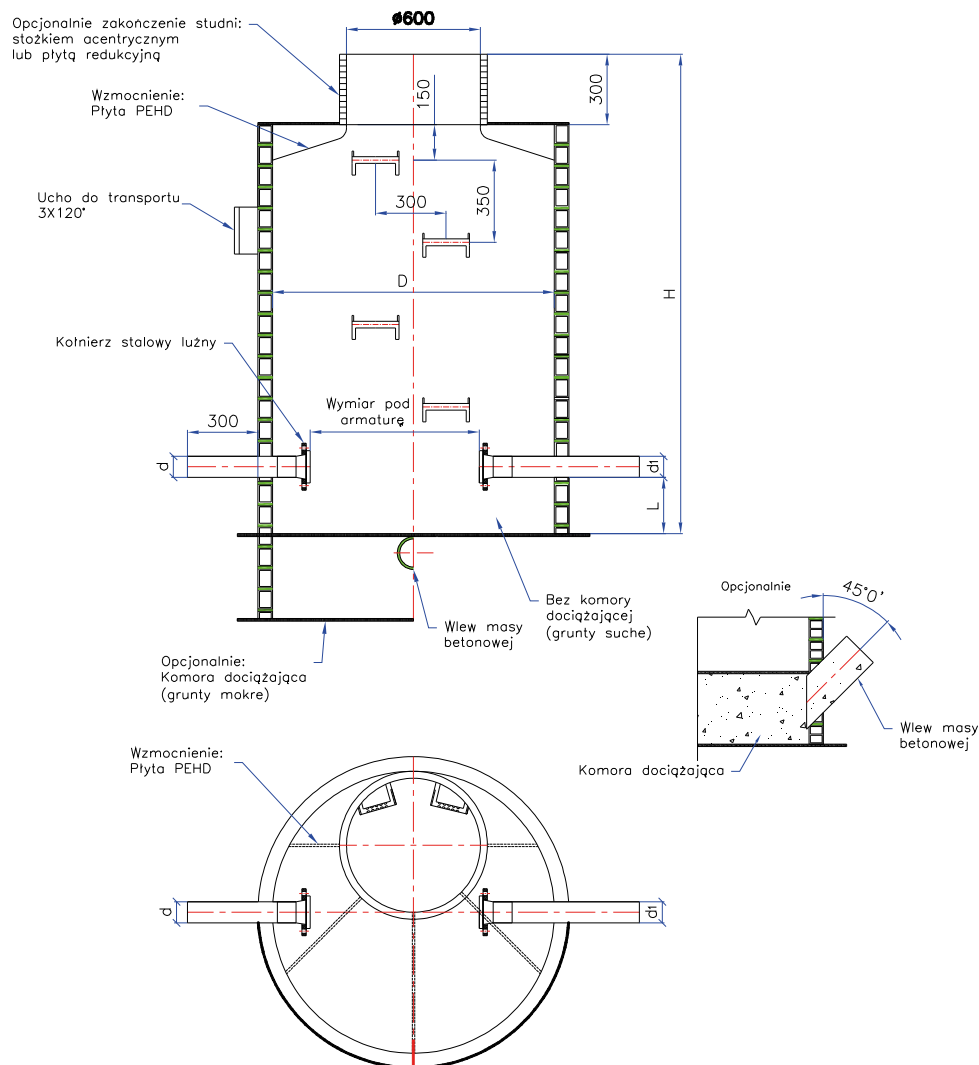 Opcjonalnie zakończenie studni:
stożkiem acentrycznym
lub płytą redukcyjną
ø600
Wzmocnienie:
Płyta PEHD
150
300
Ucho do transportu
3X120°
300
350
D
H
Kołnierz stalowy luźny
Wymiar pod
armaturę
300
d
d1
L
Bez komory
dociążającej
(grunty suche)
Wlew masy
betonowej
Opcjonalnie:
Komora dociążająca
(grunty mokre)
Opcjonalnie
45°0'
Wlew masy
betonowej
Komora dociążająca
Wzmocnienie:
Płyta PEHD
d
d1